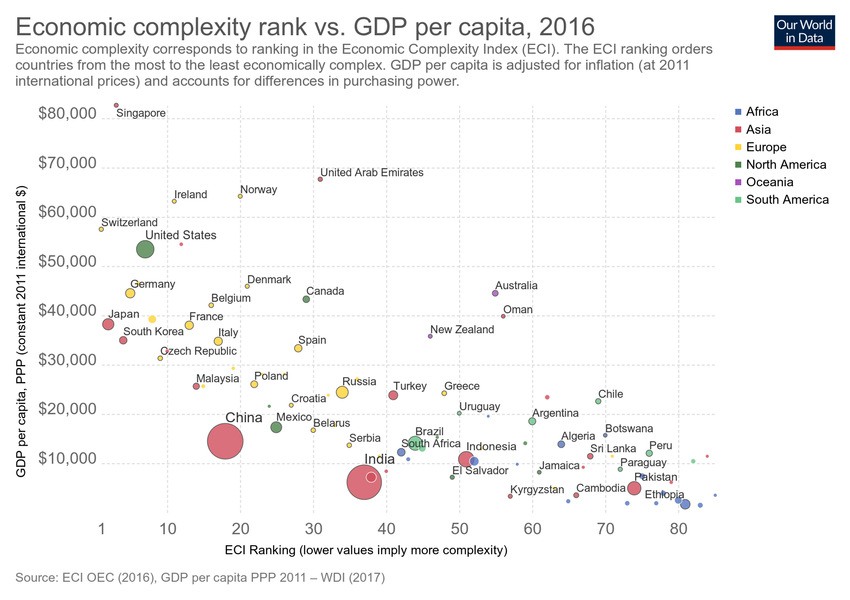 Economic complexity rank vs. GDP per capita, 2016
Our World
in Data
Economic complexity corresponds to ranking in the Economic Complexity Index (ECI). The ECI ranking orders
countries from the most to the least economically complex. GDP per capita is adjusted for inflation (at 2011
international prices) and accounts for differences in purchasing power.
GDP per capita, PPP (constant 2011 international $)
$80,000
$70,000
$60,000
$50,000
$40,000
$30,000
$20,000
$10,000
Singapore
United Arab Emirates
Ireland
Norway
Switzerland
United States
Germany
Denmark
Belgium
Canada
Australia
Japan
France
Oman
South Korea
Italy
New Zealand
Czech Republic
Spain
Malaysia
Poland
Russia
Turkey
Greece
Croatia
Chile
China
Mexico
Belarus
Uruguay
Argentina
Serbia
Brazil
South Africa
Botswana
Algeria
India
Indonesia
Sri Lanka
Peru
El Salvador
Jamaica
Paraguay
Pakistan
Kyrgyzstan
Cambodia
Ethiopia
1
10
20
30
40
50
60
70
80
ECI Ranking (lower values imply more complexity)
Africa
Asia
Europe
North America
Oceania
South America
Source: ECI OEC (2016), GDP per capita PPP 2011 – WDI (2017)